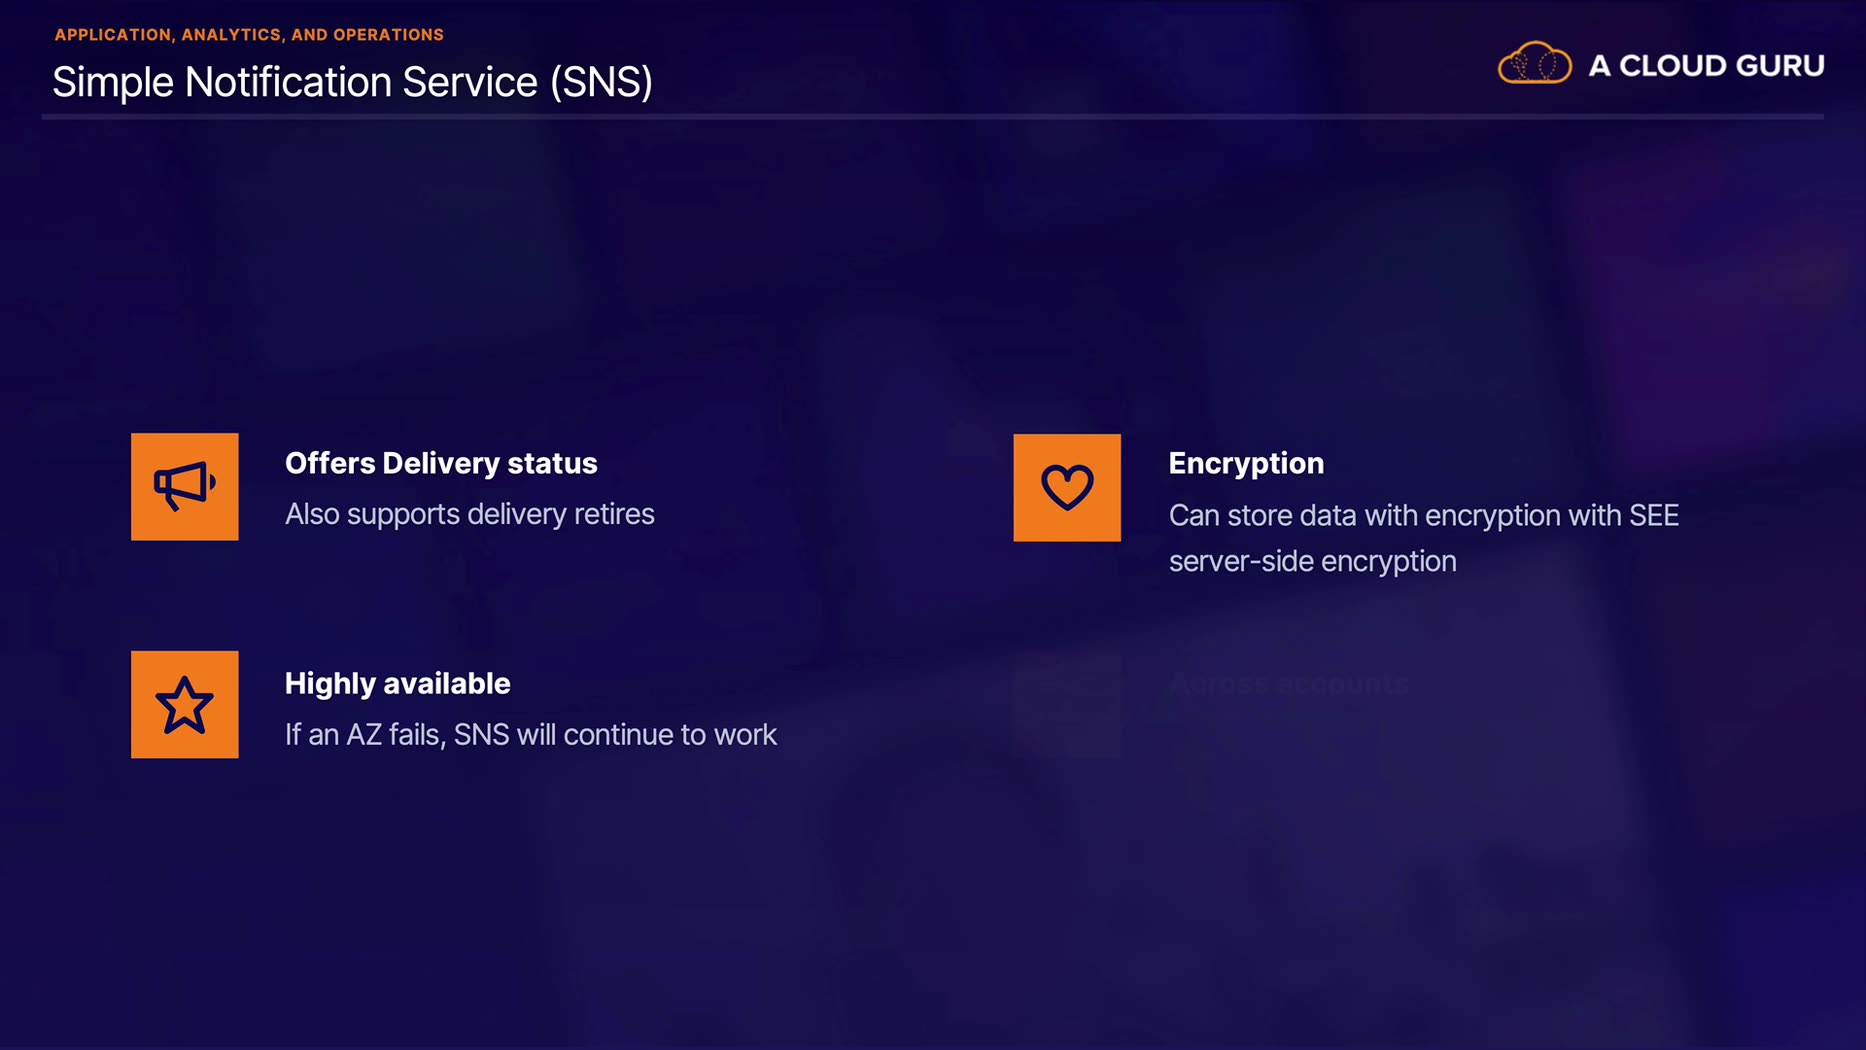 APPLICATION, ANALYTICS, AND OPERATIONS
Simple Notification Service (SNS)
A CLOUD GURU
Offers Delivery status
Also supports delivery retires
Encryption
Can store data with encryption with SEE
server-side encryption
Highly available
If an AZ fails, SNS will continue to work
Across accounts